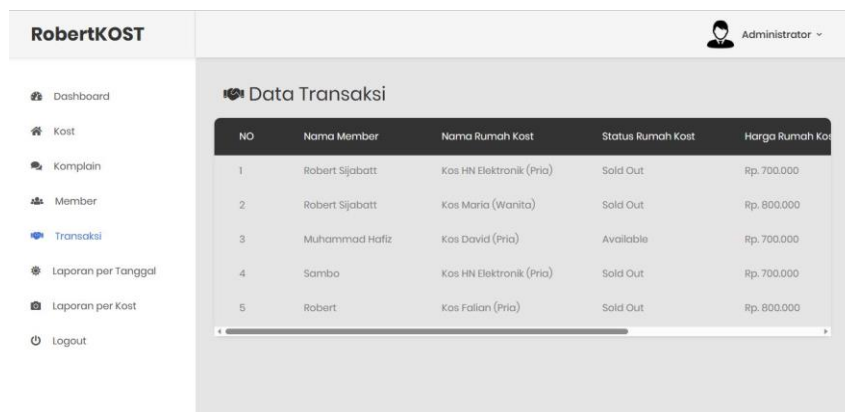 RobertKOST
Administrator
Dashboard
Kost
Komplain
Member
Transaksi
Laporan per Tanggal
Laporan per Kost
Logout
Data Transaksi
NO Nama Member Nama Rumah Kost Status Rumah Kost Harga Rumah Kos
1 Robert Sijabatt Kos HN Elektronik (Pria) Sold Out Rp. 700.000
2 Robert Sijabatt Kos Maria (Wanita) Sold Out Rp. 800.000
3 Muhammad Hafiz Kos David (Pria) Available Rp. 700.000
4 Sambo Kos HN Elektronik (Pria) Sold Out Rp. 700.000
5 Robert Kos Falian (Pria) Sold Out Rp. 800.000